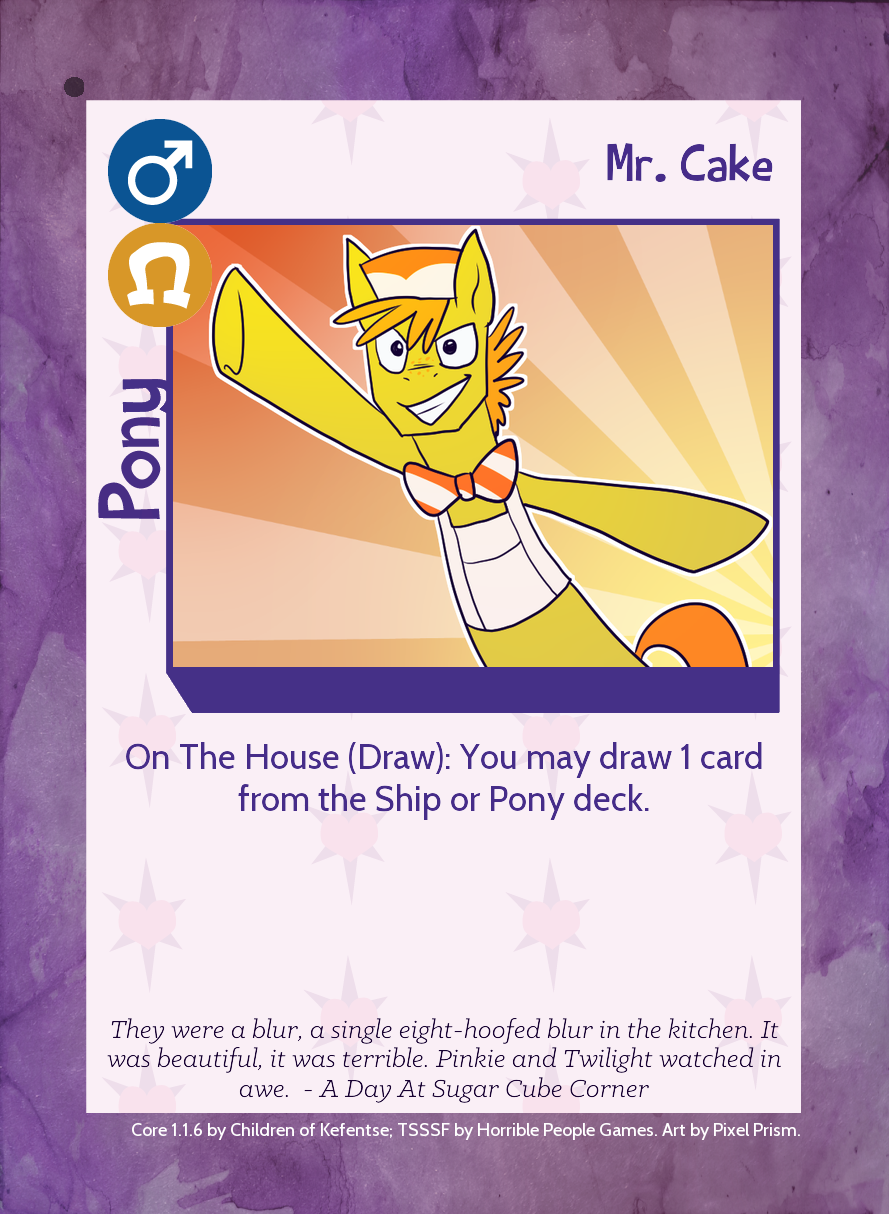 Mr. Cake
Pony
On The House (Draw): You may draw 1 card
from the Ship or Pony deck.
They were a blur, a single eight-hoofed blur in the kitchen. It
was beautiful, it was terrible. Pinkie and Twilight watched in
awe.  - A Day At Sugar Cube Corner
Core 1.1.6 by Children of Kefentse; TSSSF by Horrible People Games. Art by Pixel Prism.